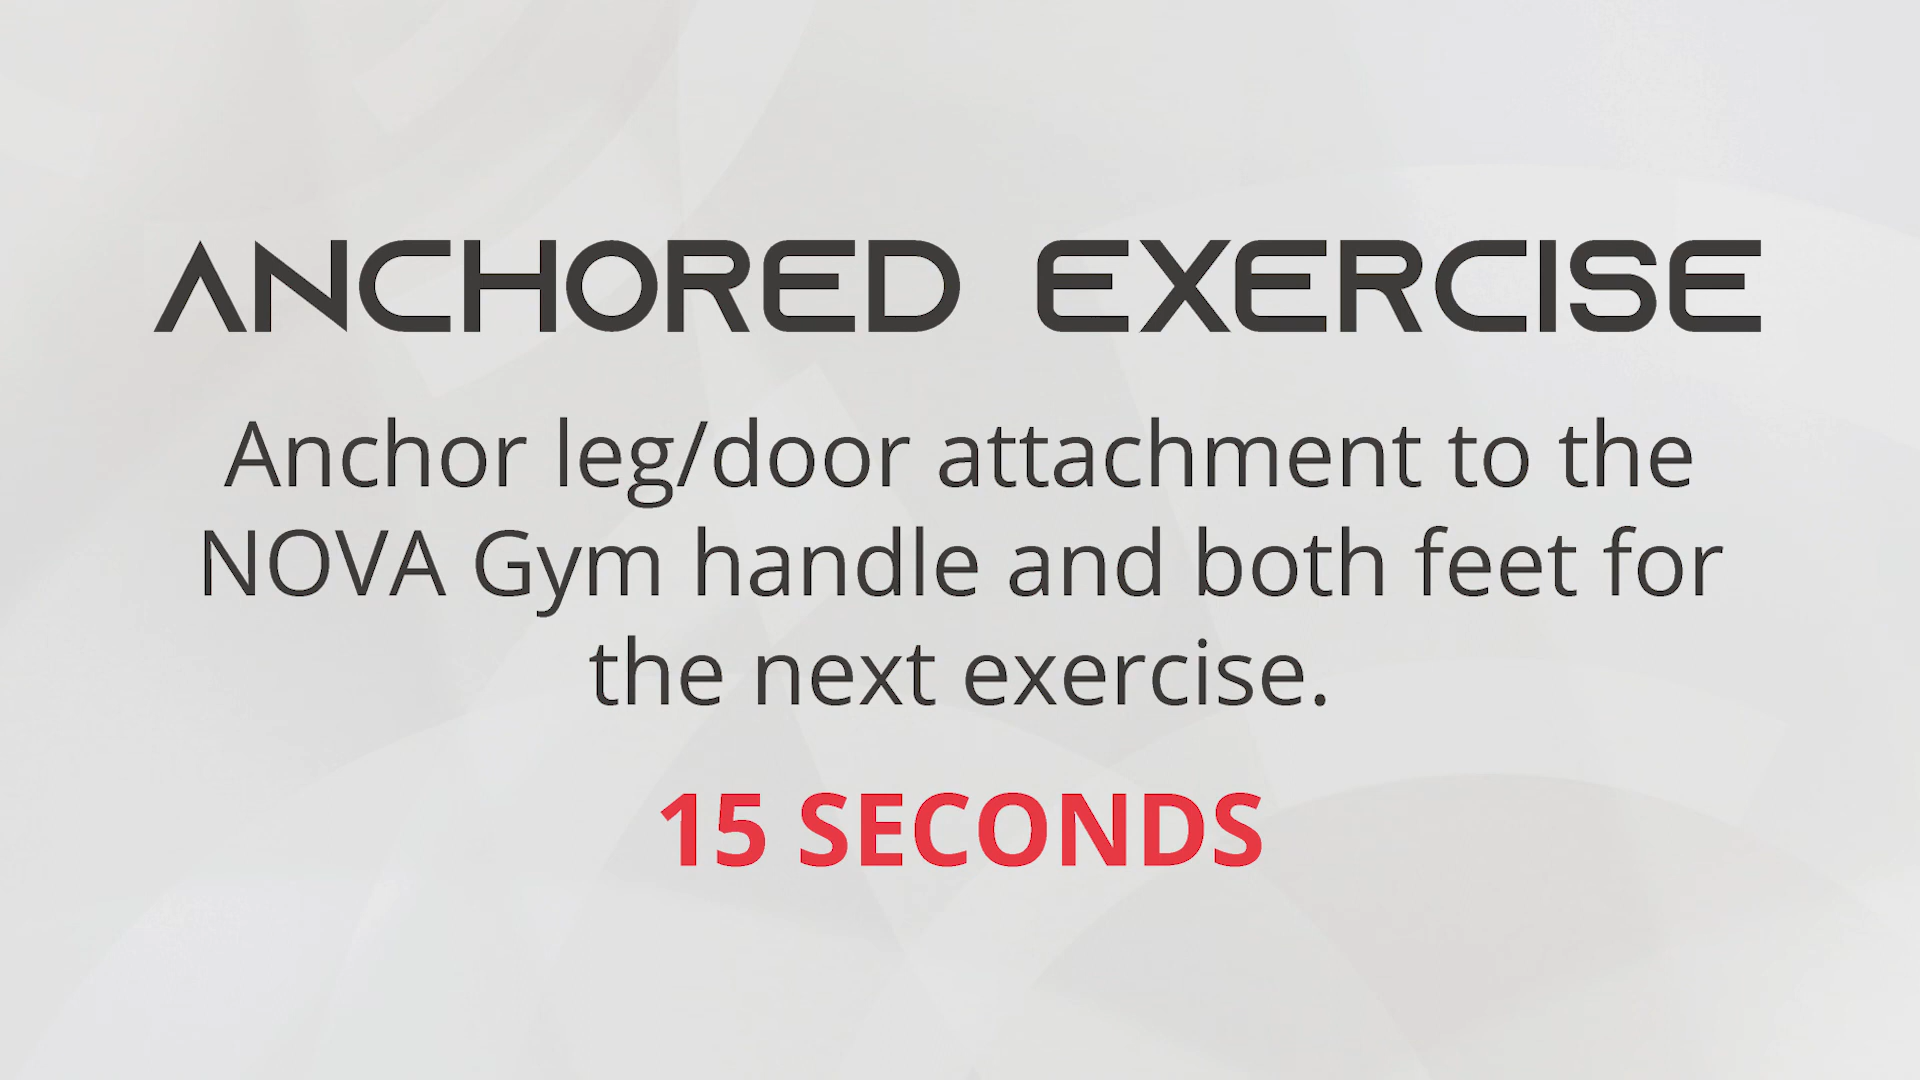 ANCHORED EXERCISE
Anchor leg/door attachment to the
NOVA Gym handle and both feet for
the next exercise.
15 SECONDS